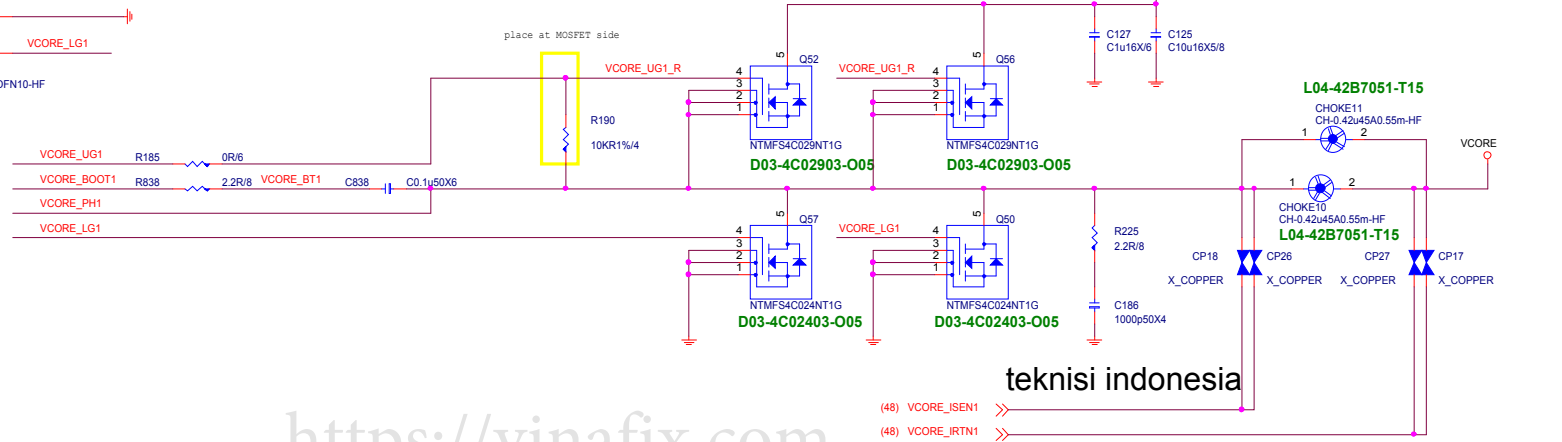 VCORE_LG1
place at MOSFET side
VCORE_UG1_R
4
3
2
1
5
Q52
NTMFS4C029NT1G
D03-4C02903-O05
VCORE_UG1_R
4
3
2
1
5
Q56
NTMFS4C029NT1G
D03-4C02903-O05
C127
C1u16X/6
C125
C10u16X5/8
R190
10KR1%/4
VCORE_UG1
R185
0R/6
VCORE_BOOT1
R838
2.2R/8
VCORE_BT1
C838
C0.1u50X6
VCORE_PH1
VCORE_LG1
L04-42B7051-T15
CHOKE11
CH-0.42u45A0.55m-HF
1
2
VCORE
1
2
CHOKE10
CH-0.42u45A0.55m-HF
L04-42B7051-T15
4
3
2
1
5
Q57
NTMFS4C024NT1G
D03-4C02403-O05
VCORE_LG1
4
3
2
1
5
Q50
NTMFS4C024NT1G
D03-4C02403-O05
R225
2.2R/8
C186
1000p50X4
CP18
X_COPPER
CP26
X_COPPER
CP27
X_COPPER
CP17
X_COPPER
teknisi indonesia
(48) VCORE_ISEN1
(48) VCORE_IRTN1
https://vinafix.com